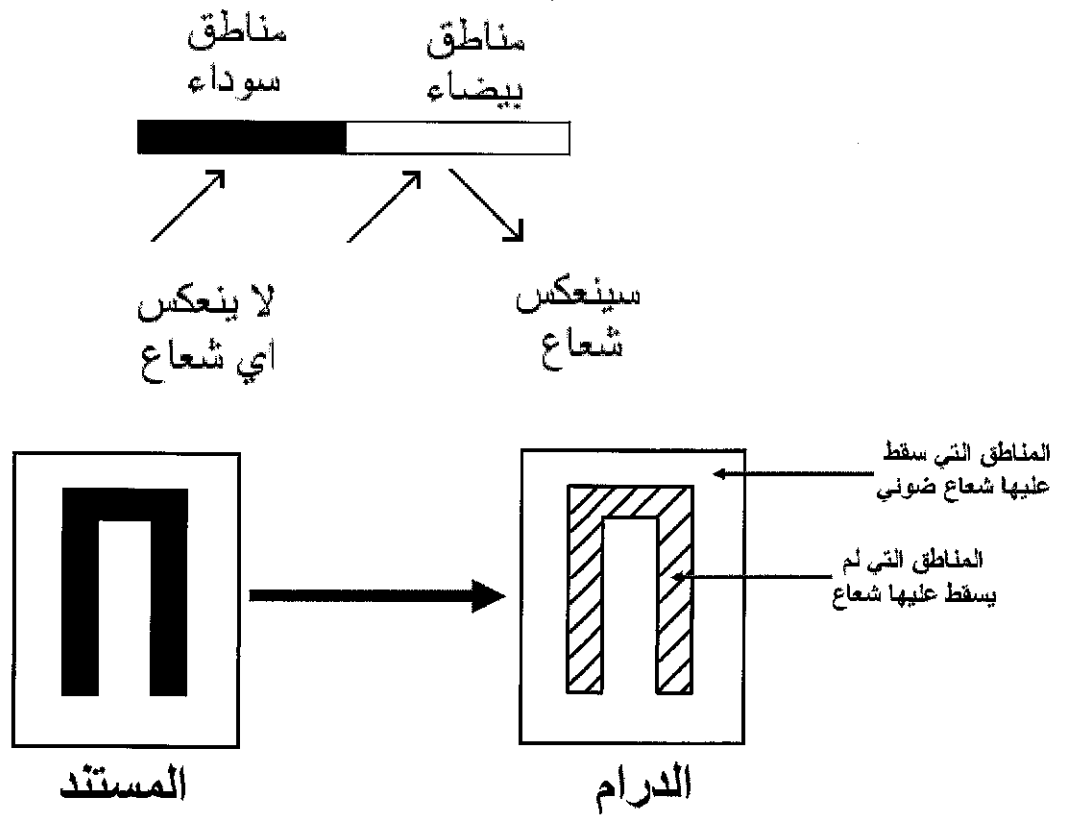 مناطق
سوداء
مناطق
بيضاء
لا ينعكس
اي شعاع
سينعكس
شعاع
المناطق التي سقط
عليها شعاع ضوئي
المناطق التي لم
يسقط عليها شعاع
المستند
الدرام